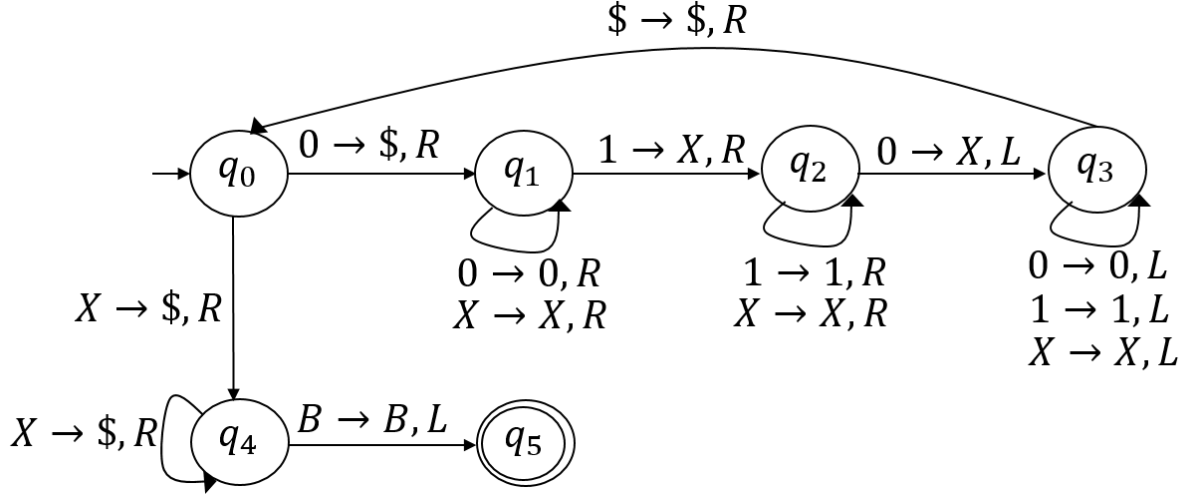 $ → $, R
0 → $, R
1 → X, R
0 → X, L
q₀
q₁
q₂
q₃
0 → 0, R
X → X, R
1 → 1, R
X → X, R
0 → 0, L
1 → 1, L
X → X, L
X → $, R
X → $, R
q₄
B → B, L
q₅